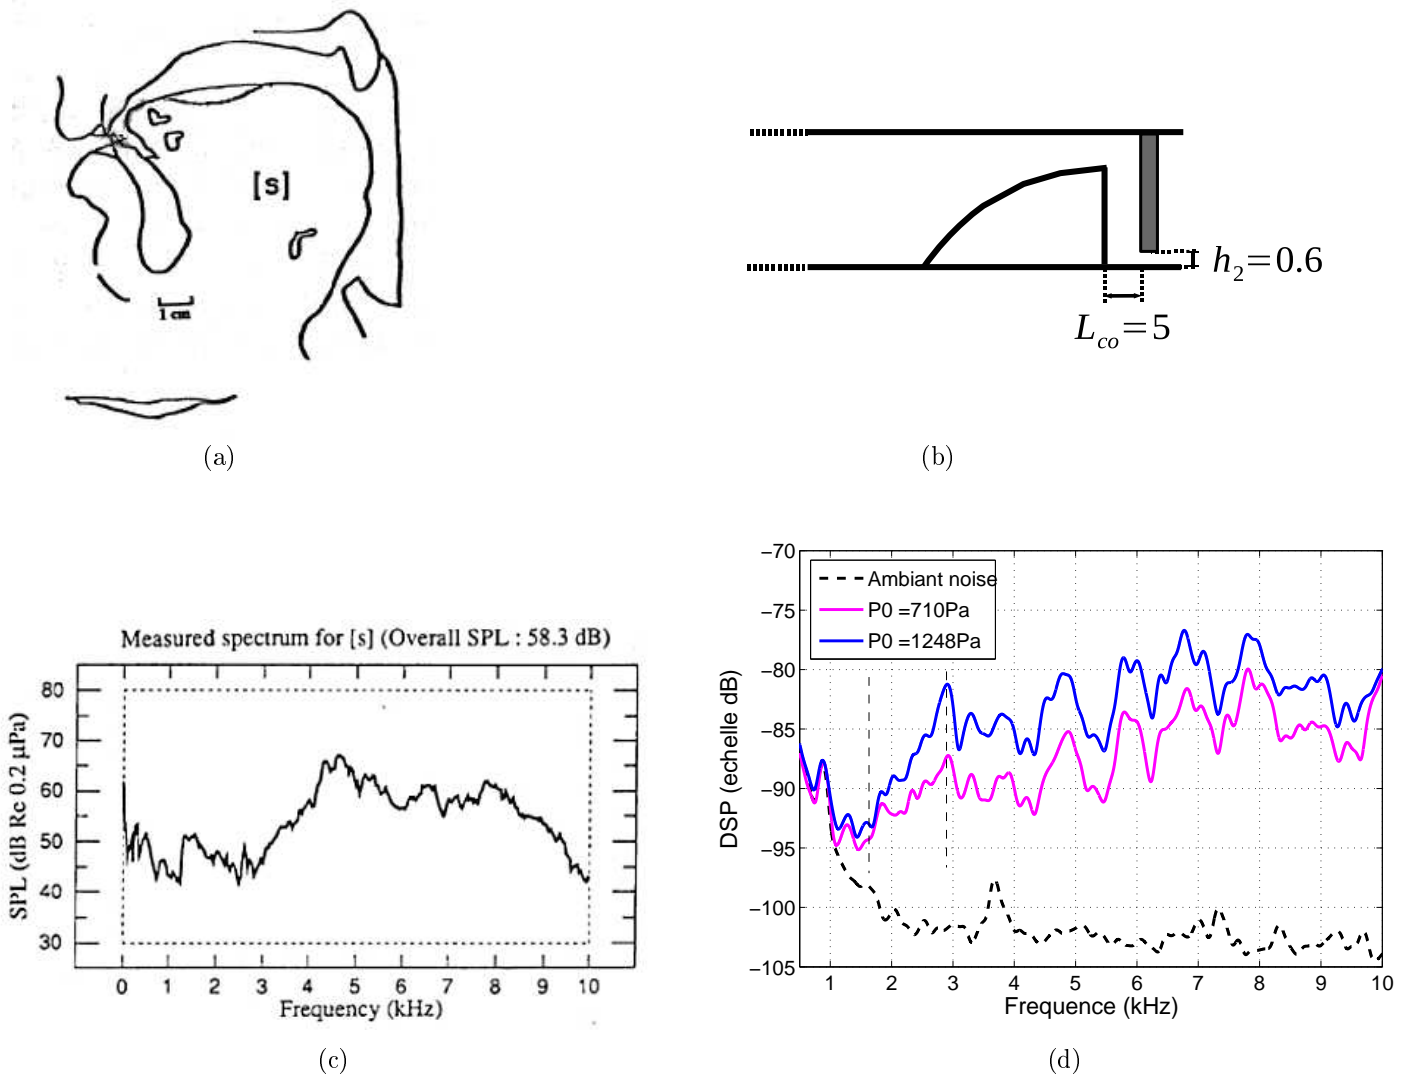 [s]
1 cm
(a)
h2=0.6
Lco=5
(b)
Measured spectrum for [s] (Overall SPL : 58.3 dB)
SPL (dB Re 0.2 µPa)
80
70
60
50
40
30
0 1 2 3 4 5 6 7 8 9 10
Frequency (kHz)
(c)
DSP (echelle dB)
−70
−75
−80
−85
−90
−95
−100
−105
Ambiant noise
P0 =710Pa
P0 =1248Pa
1 2 3 4 5 6 7 8 9 10
Frequence (kHz)
(d)